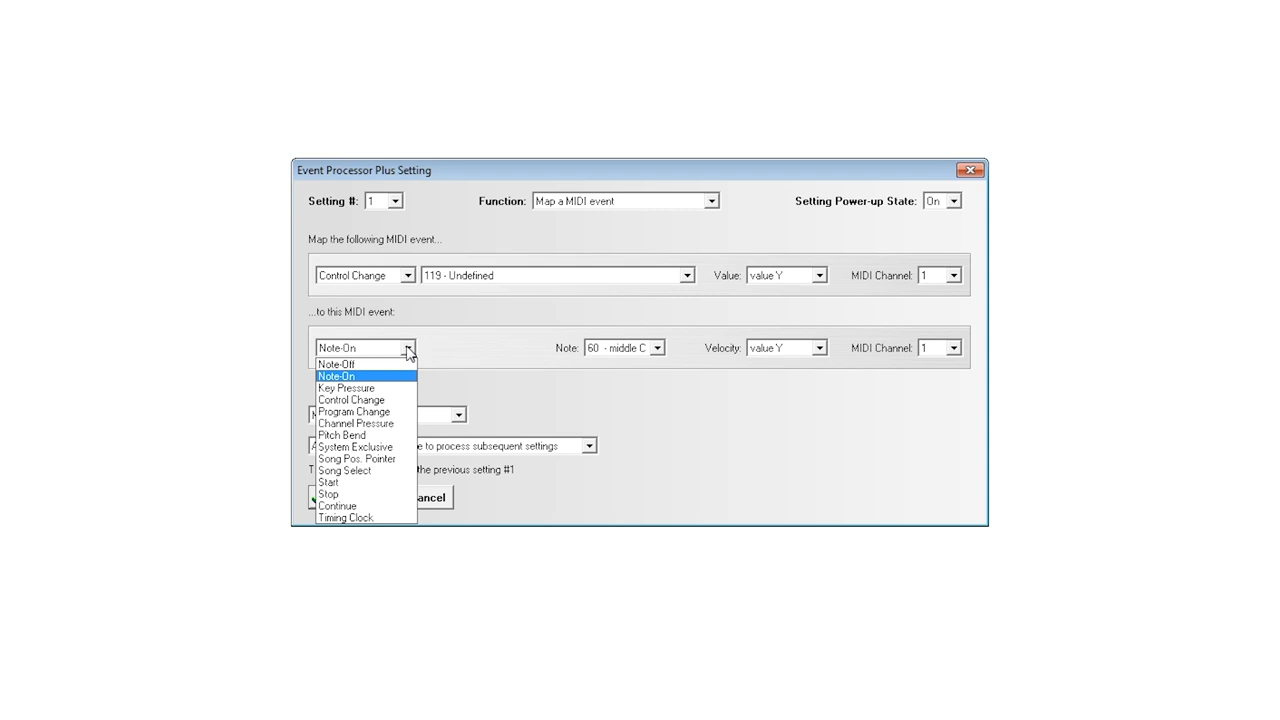 Event Processor Plus Setting
Setting #: 1 Function: Map a MIDI event Setting Power-up State: On
Map the following MIDI event...
Control Change 119 - Undefined Value: value Y MIDI Channel: 1
...to this MIDI event:
Note-On Note: 60 - middle C Velocity: value Y MIDI Channel: 1
Note-Off
Note-On
Key Pressure
Control Change
Program Change
Channel Pressure
Pitch Bend
System Exclusive
to process subsequent settings
Song Pos. Pointer
Song Select
the previous setting #1
Start
Stop
Continue
Timing Clock